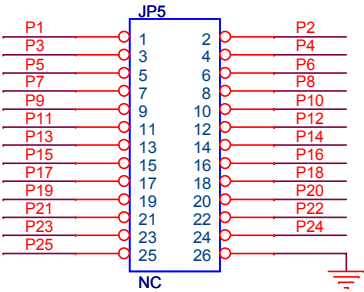 JP5
P1 1 2 P2
P3 3 4 P4
P5 5 6 P6
P7 7 8 P8
P9 9 10 P10
P11 11 12 P12
P13 13 14 P14
P15 15 16 P16
P17 17 18 P18
P19 19 20 P20
P21 21 22 P22
P23 23 24 P24
P25 25 26
NC